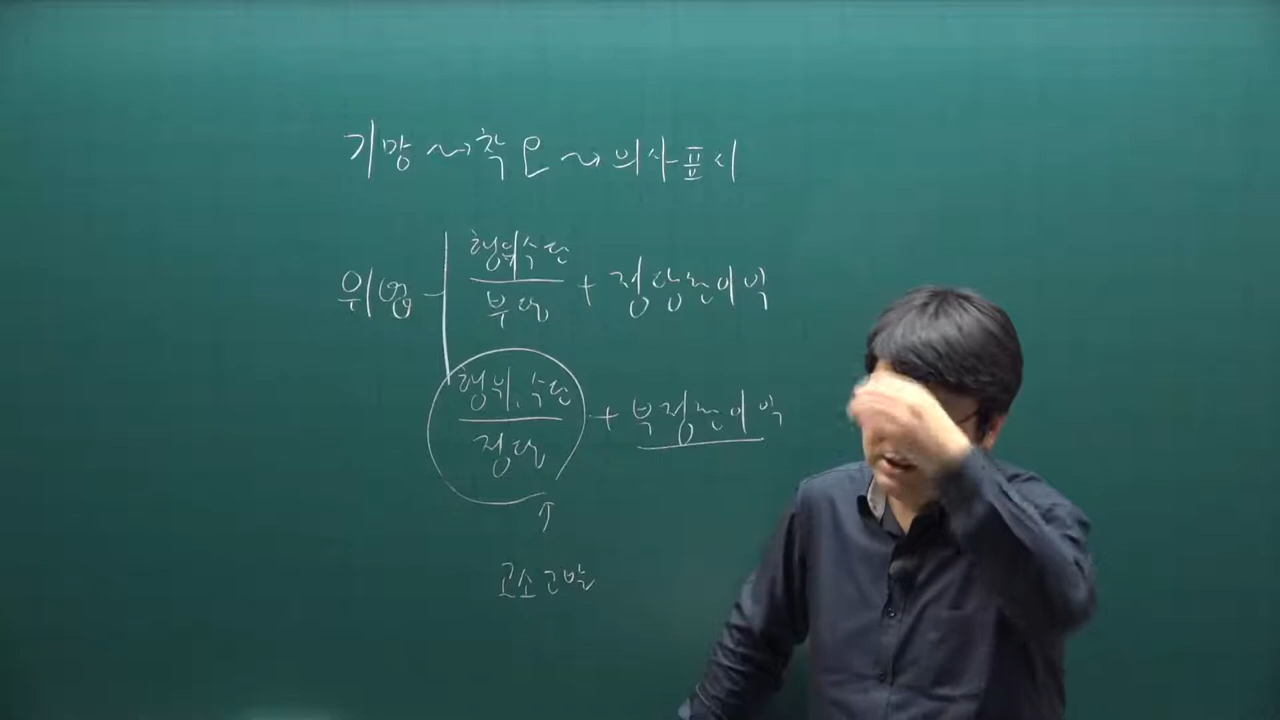 기망 ⇝ 착오 ⇝ 의사표시
행위수단
위법
부당
+ 정당한이익
행위, 수단
정당
+ 부정한이익
↑
고소고발